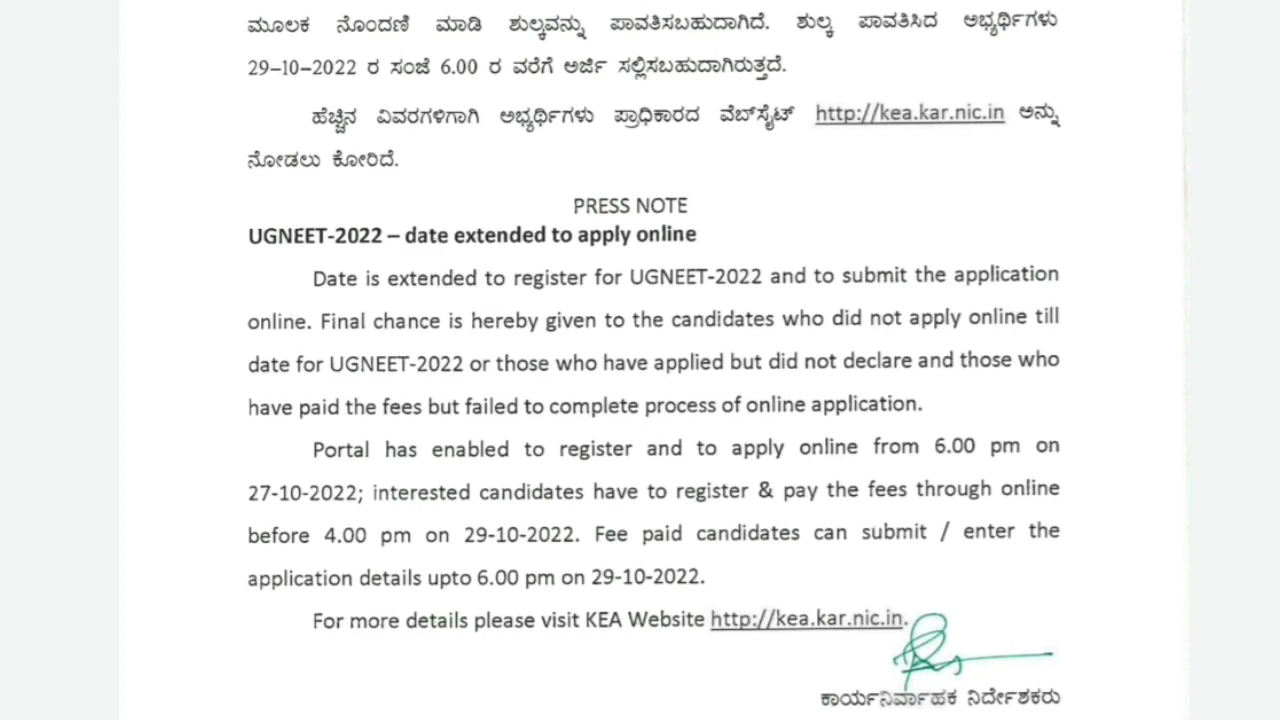 ಮೂಲಕ ನೊಂದಣಿ ಮಾಡಿ ಶುಲ್ಕವನ್ನು ಪಾವತಿಸಬಹುದಾಗಿದೆ. ಶುಲ್ಕ ಪಾವತಿಸಿದ ಅಭ್ಯರ್ಥಿಗಳು
29–10–2022 ರ ಸಂಜೆ 6.00 ರ ವರೆಗೆ ಅರ್ಜಿ ಸಲ್ಲಿಸಬಹುದಾಗಿರುತ್ತದೆ.
ಹೆಚ್ಚಿನ ವಿವರಗಳಿಗಾಗಿ ಅಭ್ಯರ್ಥಿಗಳು ಪ್ರಾಧಿಕಾರದ ವೆಬ್‌ಸೈಟ್ http://kea.kar.nic.in ಅನ್ನು
ನೋಡಲು ಕೋರಿದೆ.
PRESS NOTE
UGNEET-2022 – date extended to apply online
Date is extended to register for UGNEET-2022 and to submit the application
online. Final chance is hereby given to the candidates who did not apply online till
date for UGNEET-2022 or those who have applied but did not declare and those who
have paid the fees but failed to complete process of online application.
Portal has enabled to register and to apply online from 6.00 pm on
27-10-2022; interested candidates have to register & pay the fees through online
before 4.00 pm on 29-10-2022. Fee paid candidates can submit / enter the
application details upto 6.00 pm on 29-10-2022.
For more details please visit KEA Website http://kea.kar.nic.in.
ಕಾರ್ಯನಿರ್ವಾಹಕ ನಿರ್ದೇಶಕರು